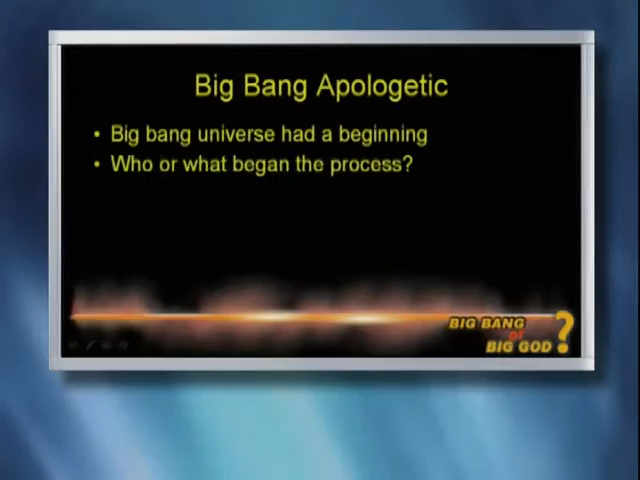 Big Bang Apologetic
• Big bang universe had a beginning
• Who or what began the process?
BIG BANG
or
BIG GOD ?